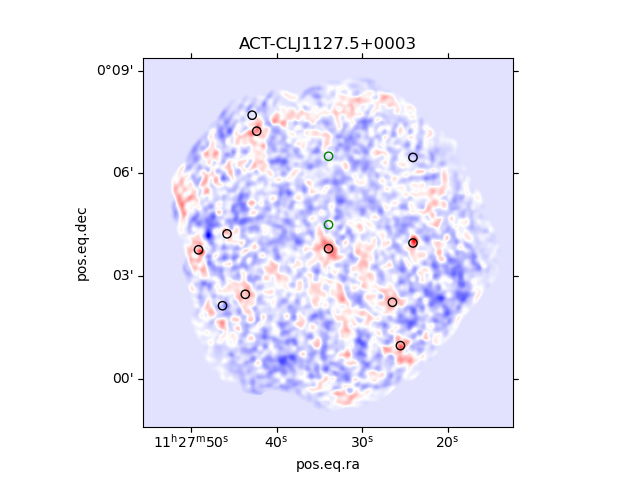 ACT-CLJ1127.5+0003
0°09'
06'
03'
00'
pos.eq.dec
11ʰ27ᵐ50ˢ 40ˢ 30ˢ 20ˢ
pos.eq.ra